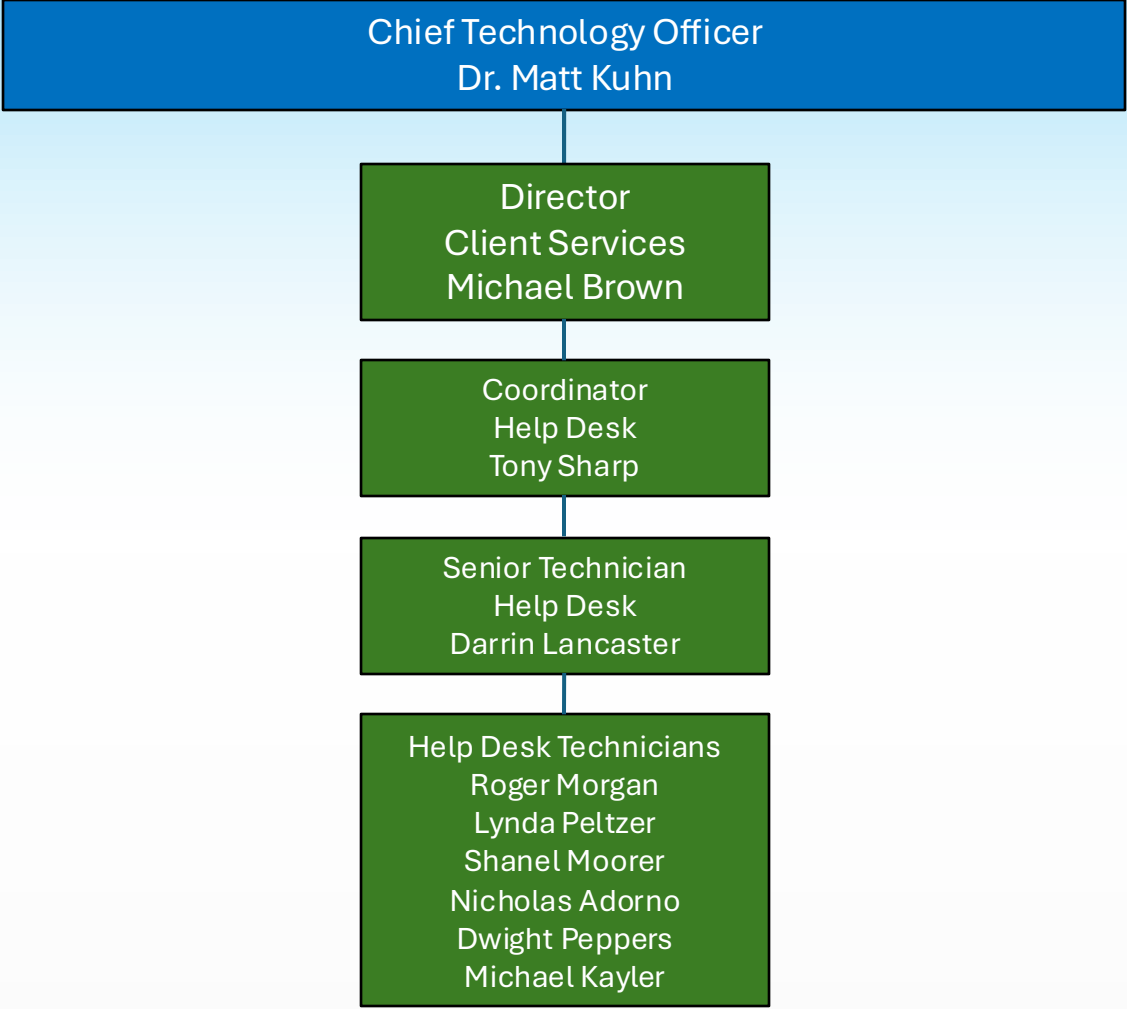 Chief Technology Officer
Dr. Matt Kuhn
Director
Client Services
Michael Brown
Coordinator
Help Desk
Tony Sharp
Senior Technician
Help Desk
Darrin Lancaster
Help Desk Technicians
Roger Morgan
Lynda Peltzer
Shanel Moorer
Nicholas Adorno
Dwight Peppers
Michael Kayler